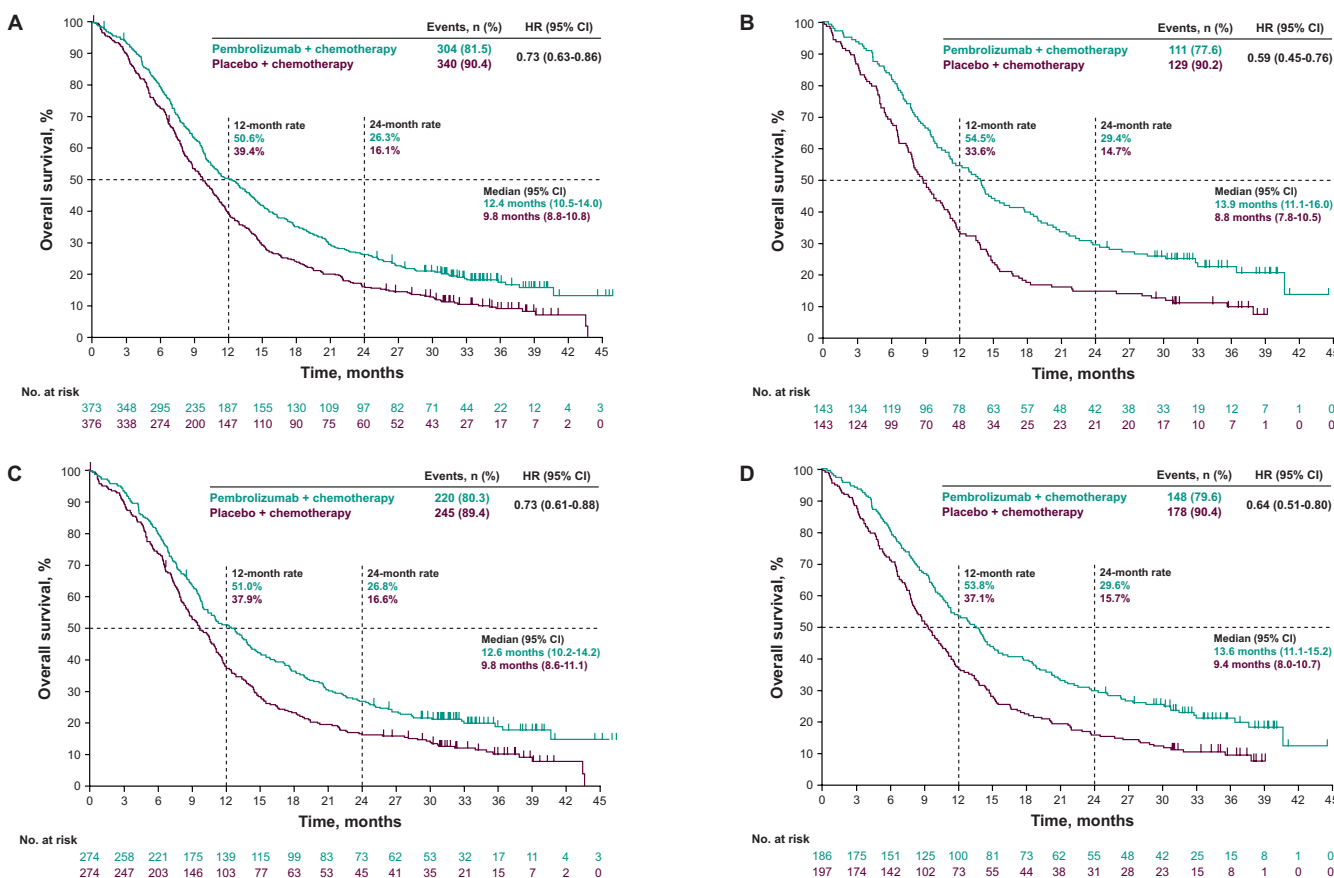 A
Events, n (%) HR (95% CI)
Pembrolizumab + chemotherapy 304 (81.5)
0.73 (0.63-0.86)
Placebo + chemotherapy 340 (90.4)
12-month rate
50.6%
39.4%
24-month rate
26.3%
16.1%
Median (95% CI)
12.4 months (10.5-14.0)
9.8 months (8.8-10.8)
Overall survival, %
100
90
80
70
60
50
40
30
20
10
0
0 3 6 9 12 15 18 21 24 27 30 33 36 39 42 45
Time, months
No. at risk
373 348 295 235 187 155 130 109 97 82 71 44 22 12 4 3
376 338 274 200 147 110 90 75 60 52 43 27 17 7 2 0
B
Events, n (%) HR (95% CI)
Pembrolizumab + chemotherapy 111 (77.6)
0.59 (0.45-0.76)
Placebo + chemotherapy 129 (90.2)
12-month rate
54.5%
33.6%
24-month rate
29.4%
14.7%
Median (95% CI)
13.9 months (11.1-16.0)
8.8 months (7.8-10.5)
Overall survival, %
100
90
80
70
60
50
40
30
20
10
0
0 3 6 9 12 15 18 21 24 27 30 33 36 39 42 45
Time, months
No. at risk
143 134 119 96 78 63 57 48 42 38 33 19 12 7 1 0
143 124 99 70 48 34 25 23 21 20 17 10 7 1 0 0
C
Events, n (%) HR (95% CI)
Pembrolizumab + chemotherapy 220 (80.3)
0.73 (0.61-0.88)
Placebo + chemotherapy 245 (89.4)
12-month rate
51.0%
37.9%
24-month rate
26.8%
16.6%
Median (95% CI)
12.6 months (10.2-14.2)
9.8 months (8.6-11.1)
Overall survival, %
100
90
80
70
60
50
40
30
20
10
0
0 3 6 9 12 15 18 21 24 27 30 33 36 39 42 45
Time, months
No. at risk
274 258 221 175 139 115 99 83 73 62 53 32 17 11 4 3
274 247 203 146 103 77 63 53 45 41 35 21 15 7 2 0
D
Events, n (%) HR (95% CI)
Pembrolizumab + chemotherapy 148 (79.6)
0.64 (0.51-0.80)
Placebo + chemotherapy 178 (90.4)
12-month rate
53.8%
37.1%
24-month rate
29.6%
15.7%
Median (95% CI)
13.6 months (11.1-15.2)
9.4 months (8.0-10.7)
Overall survival, %
100
90
80
70
60
50
40
30
20
10
0
0 3 6 9 12 15 18 21 24 27 30 33 36 39 42 45
Time, months
No. at risk
186 175 151 125 100 81 73 62 55 48 42 25 15 8 1 0
197 174 142 102 73 55 44 38 31 28 23 15 8 1 0 0